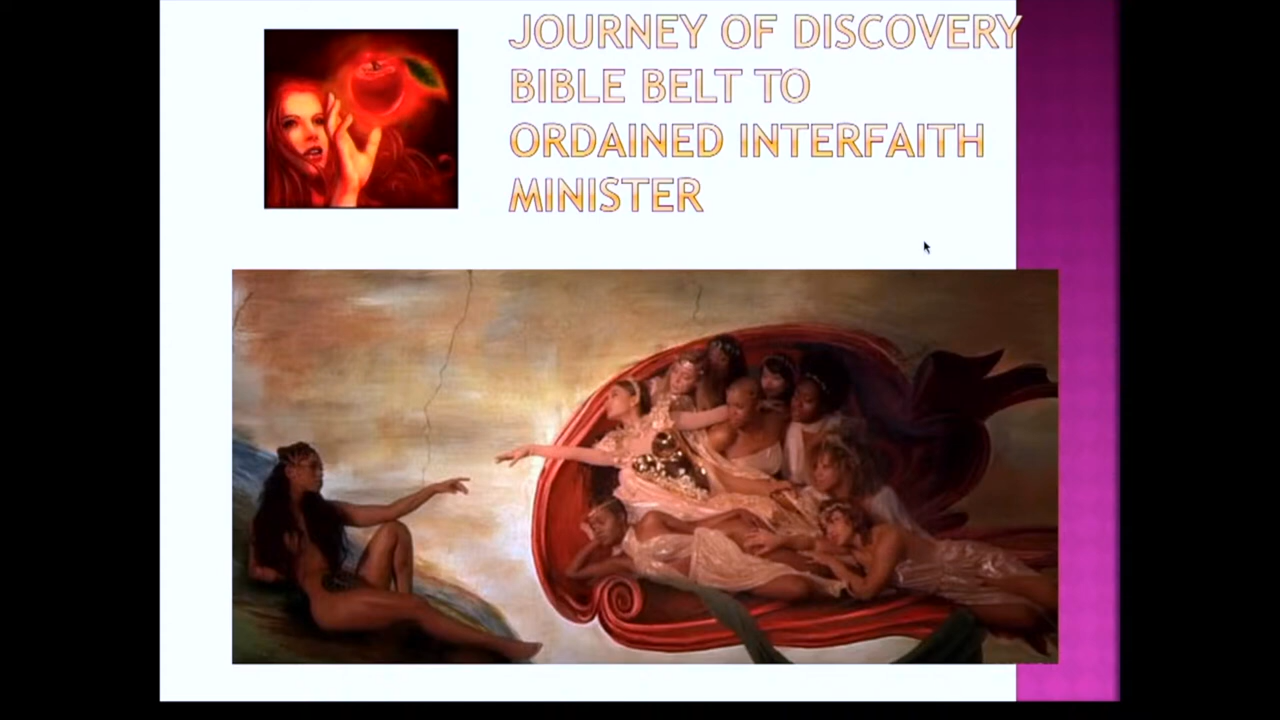 JOURNEY OF DISCOVERY
BIBLE BELT TO
ORDAINED INTERFAITH
MINISTER